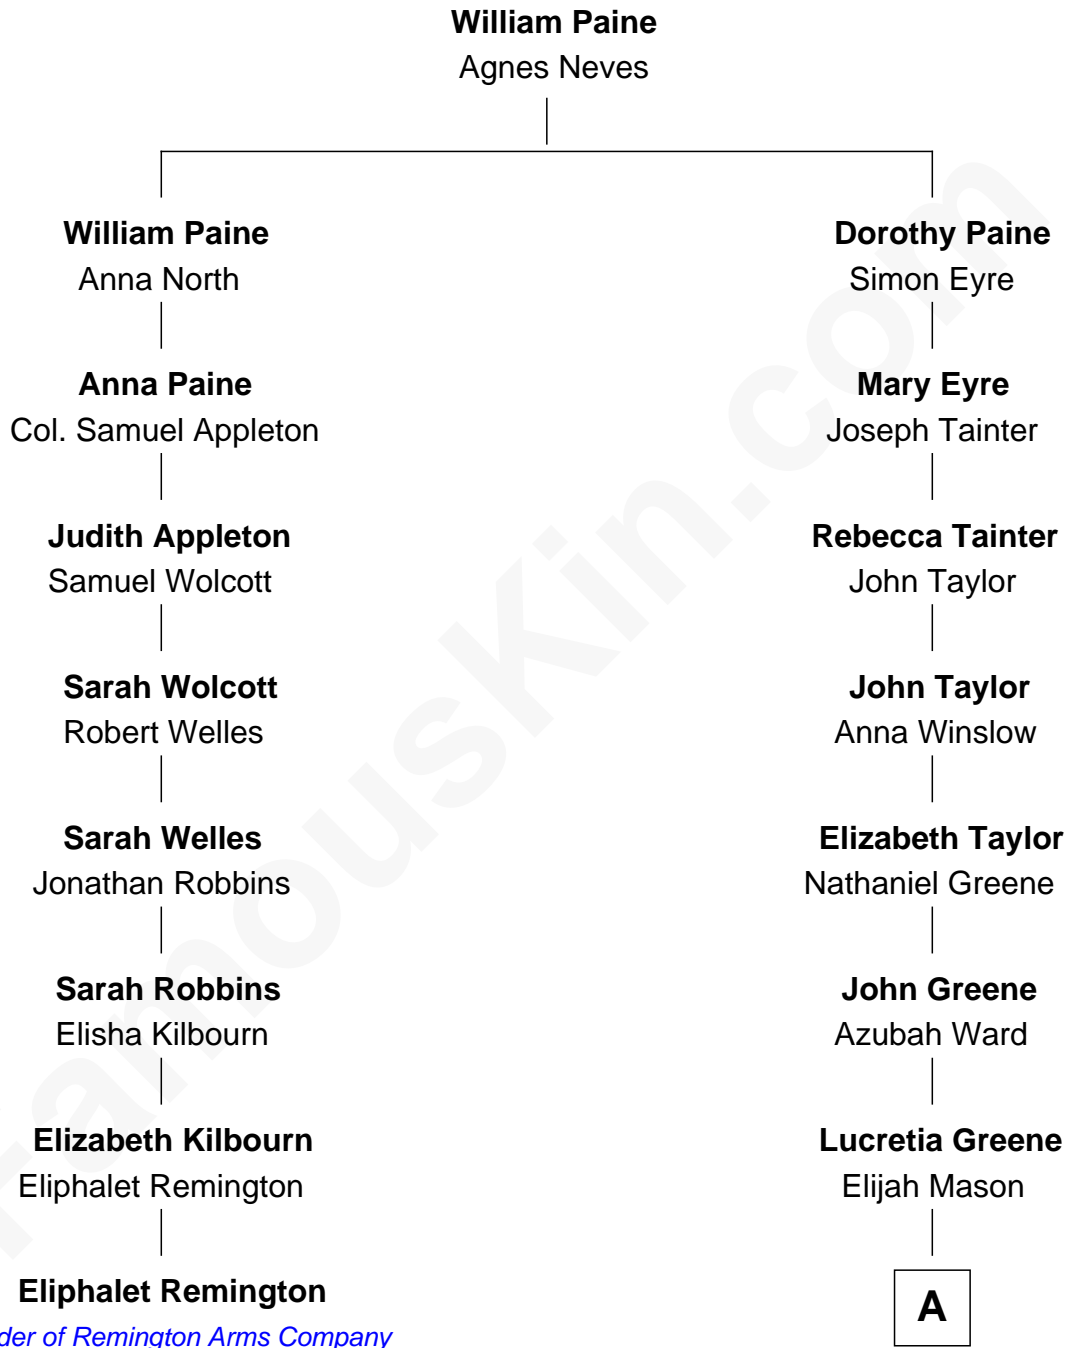 William Paine
Agnes Neves
William Paine
Anna North
Dorothy Paine
Simon Eyre
Anna Paine
Col. Samuel Appleton
Mary Eyre
Joseph Tainter
Judith Appleton
Samuel Wolcott
Rebecca Tainter
John Taylor
Sarah Wolcott
Robert Welles
John Taylor
Anna Winslow
Sarah Welles
Jonathan Robbins
Elizabeth Taylor
Nathaniel Greene
Sarah Robbins
Elisha Kilbourn
John Greene
Azubah Ward
Elizabeth Kilbourn
Eliphalet Remington
Lucretia Greene
Elijah Mason
Eliphalet Remington
der of Remington Arms Company
A
FamousKin.com